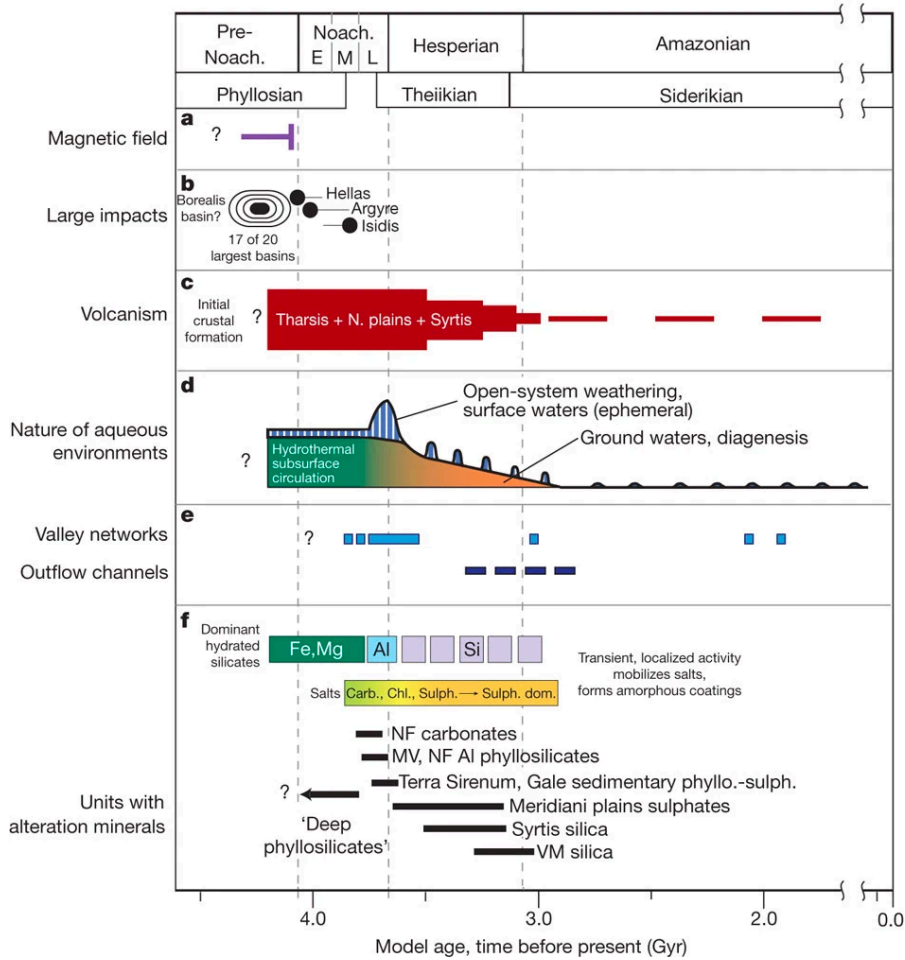 Pre-
Noach.
Noach.
E M L
Hesperian
Amazonian
Phyllosian
Theiikian
Siderikian
a
Magnetic field
?
b
Large impacts
Borealis
basin?
17 of 20
largest basins
Hellas
Argyre
Isidis
c
Volcanism
Initial
crustal
formation
?
Tharsis + N. plains + Syrtis
d
Nature of aqueous
environments
?
Hydrothermal
subsurface
circulation
Open-system weathering,
surface waters (ephemeral)
Ground waters, diagenesis
e
Valley networks
?
Outflow channels
f
Dominant
hydrated
silicates
Fe,Mg
Al
Si
Transient, localized activity
mobilizes salts,
forms amorphous coatings
Salts
Carb., Chl., Sulph. → Sulph. dom.
Units with
alteration minerals
NF carbonates
MV, NF Al phyllosilicates
Terra Sirenum, Gale sedimentary phyllo.-sulph.
?
'Deep
phyllosilicates'
Meridiani plains sulphates
Syrtis silica
VM silica
4.0 3.0 2.0 0.0
Model age, time before present (Gyr)